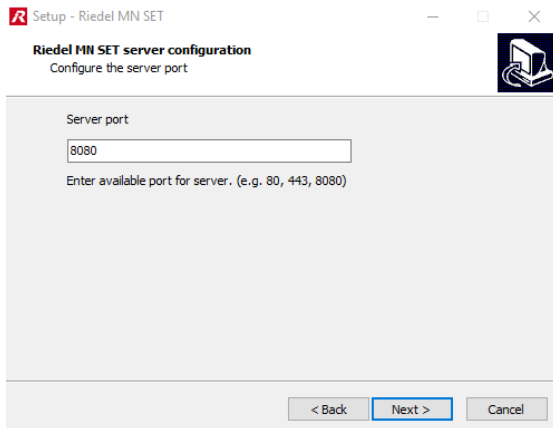 R Setup - Riedel MN SET
Riedel MN SET server configuration
Configure the server port
Server port
8080
Enter available port for server. (e.g. 80, 443, 8080)
< Back Next > Cancel